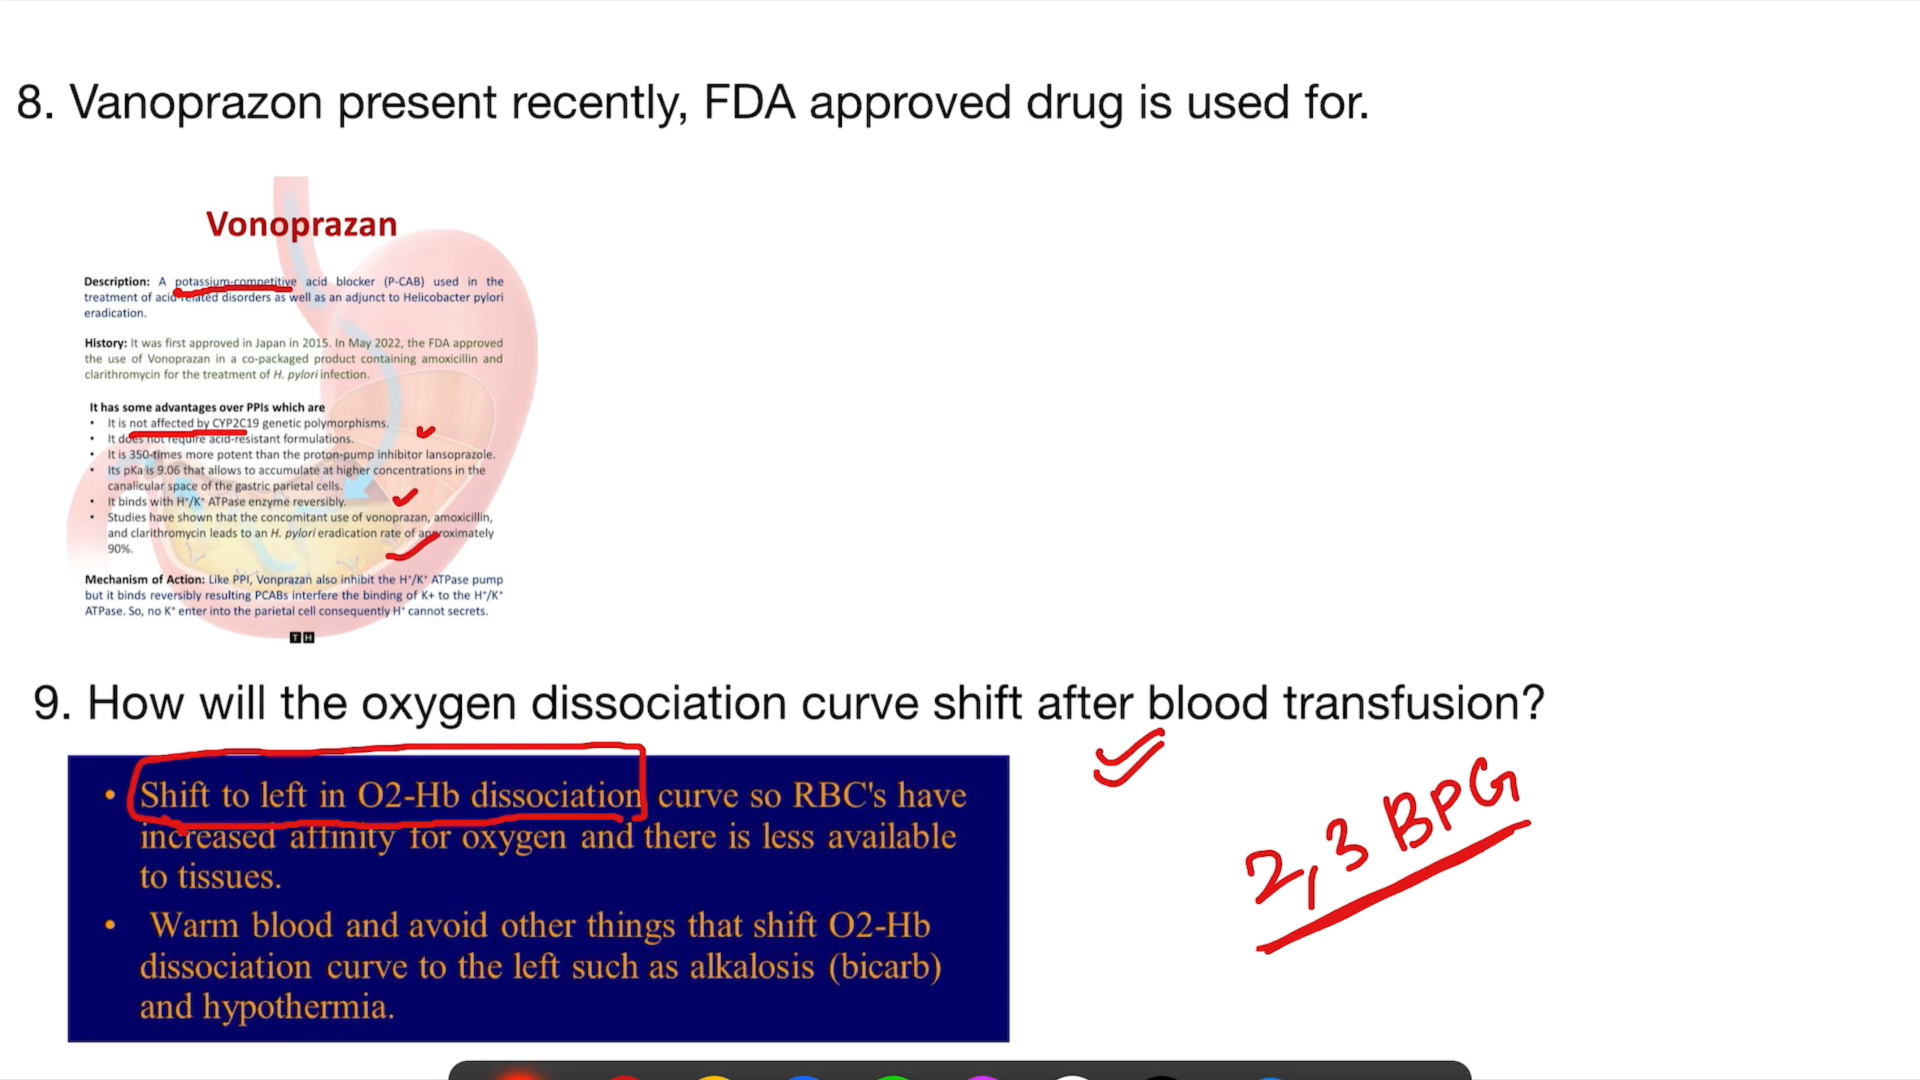 8. Vanoprazon present recently, FDA approved drug is used for.
Vonoprazan
Description: A potassium-competitive acid blocker (P-CAB) used in the
treatment of acid-related disorders as well as an adjunct to Helicobacter pylori
eradication.
History: It was first approved in Japan in 2015. In May 2022, the FDA approved
the use of Vonoprazan in a co-packaged product containing amoxicillin and
clarithromycin for the treatment of H. pylori infection.
It has some advantages over PPIs which are
• It is not affected by CYP2C19 genetic polymorphisms.
• It does not require acid-resistant formulations.
• It is 350-times more potent than the proton-pump inhibitor lansoprazole.
• Its pKa is 9.06 that allows to accumulate at higher concentrations in the
canalicular space of the gastric parietal cells.
• It binds with H⁺/K⁺ ATPase enzyme reversibly.
• Studies have shown that the concomitant use of vonoprazan, amoxicillin,
and clarithromycin leads to an H. pylori eradication rate of approximately
90%.
Mechanism of Action: Like PPI, Vonprazan also inhibit the H⁺/K⁺ ATPase pump
but it binds reversibly resulting PCABs interfere the binding of K+ to the H⁺/K⁺
ATPase. So, no K⁺ enter into the parietal cell consequently H⁺ cannot secrets.
TH
9. How will the oxygen dissociation curve shift after blood transfusion?
• Shift to left in O2-Hb dissociation curve so RBC's have
increased affinity for oxygen and there is less available
to tissues.
• Warm blood and avoid other things that shift O2-Hb
dissociation curve to the left such as alkalosis (bicarb)
and hypothermia.
2,3 BPG